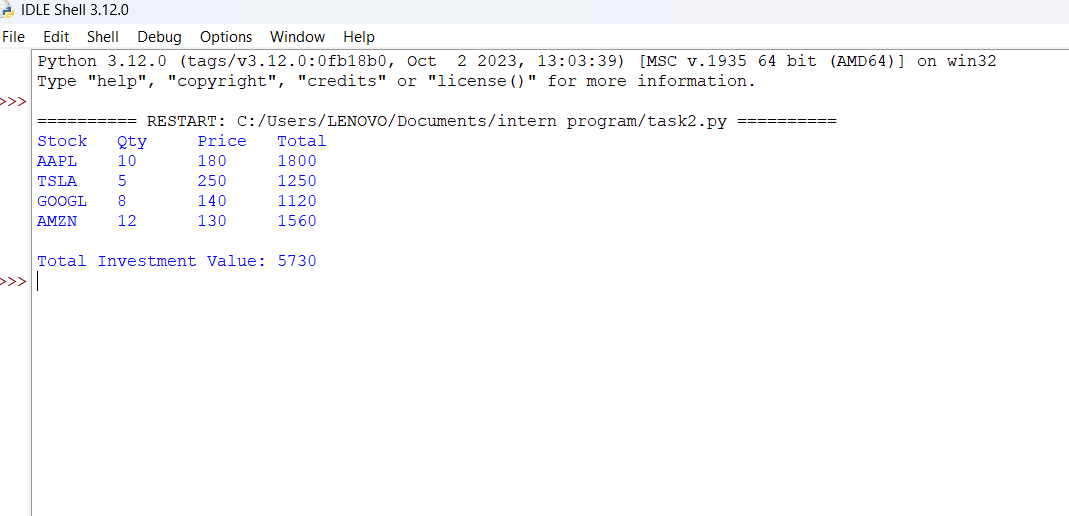 IDLE Shell 3.12.0
File Edit Shell Debug Options Window Help
Python 3.12.0 (tags/v3.12.0:0fb18b0, Oct  2 2023, 13:03:39) [MSC v.1935 64 bit (AMD64)] on win32
Type "help", "copyright", "credits" or "license()" for more information.
>>>
========== RESTART: C:/Users/LENOVO/Documents/intern program/task2.py ==========
Stock   Qty     Price   Total
AAPL    10      180     1800
TSLA    5       250     1250
GOOGL   8       140     1120
AMZN    12      130     1560
Total Investment Value: 5730
>>>